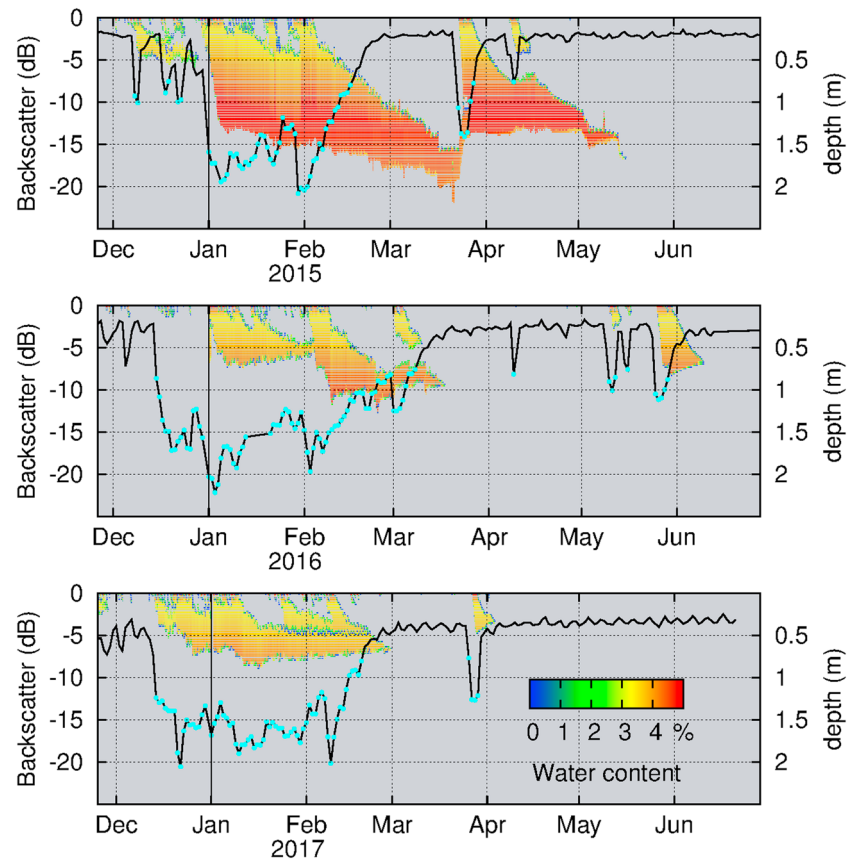 0
-5
-10
-15
-20
Backscatter (dB)
0.5
1
1.5
2
depth (m)
Dec Jan Feb Mar Apr May Jun
2015
0
-5
-10
-15
-20
Backscatter (dB)
0.5
1
1.5
2
depth (m)
Dec Jan Feb Mar Apr May Jun
2016
0
-5
-10
-15
-20
Backscatter (dB)
0.5
1
1.5
2
depth (m)
0 1 2 3 4 %
Water content
Dec Jan Feb Mar Apr May Jun
2017